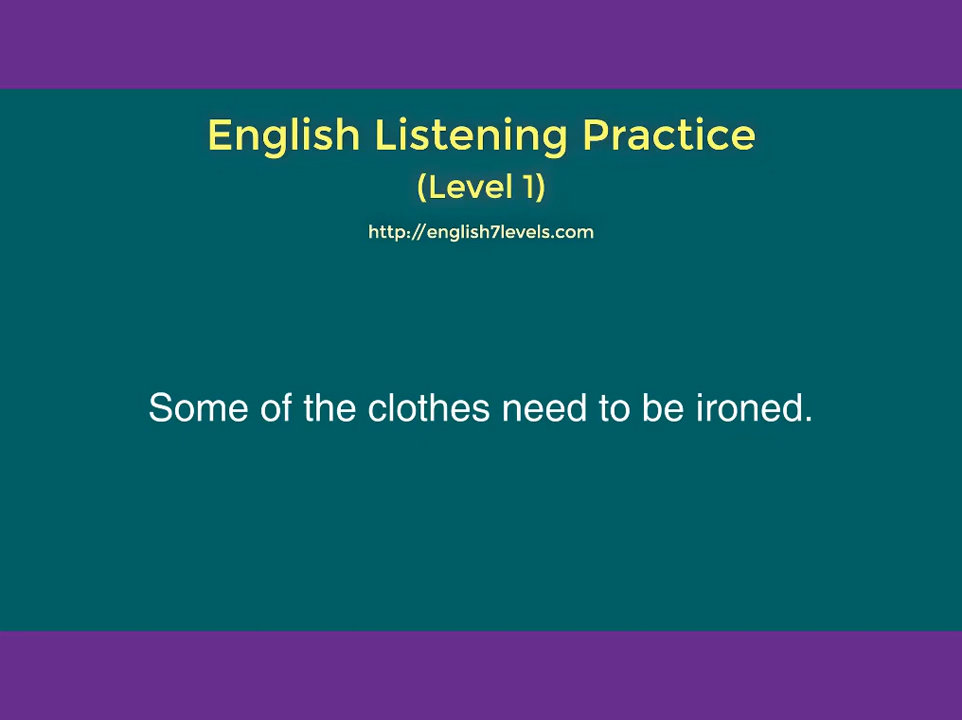 English Listening Practice
(Level 1)
http://english7levels.com
Some of the clothes need to be ironed.